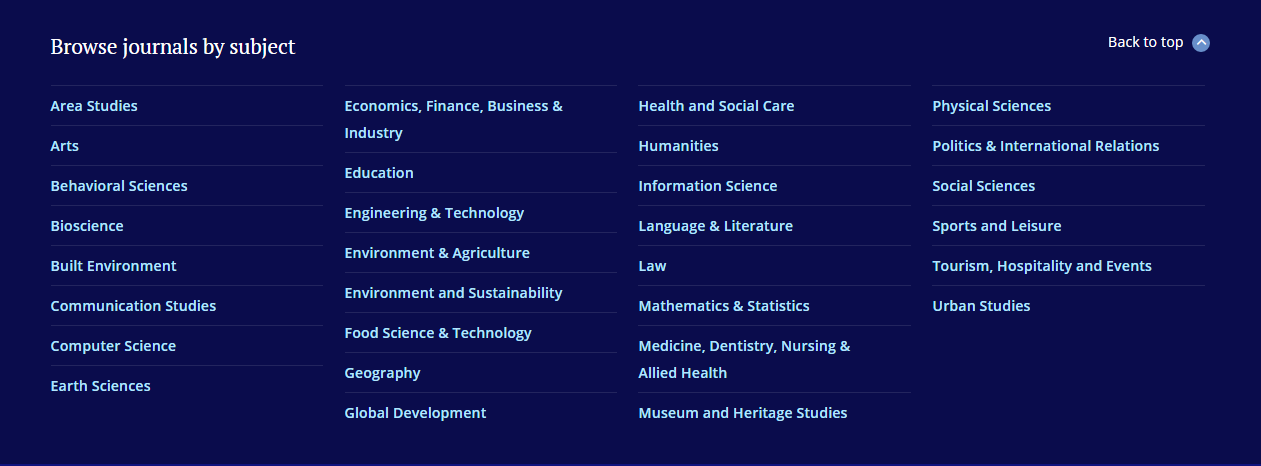 Browse journals by subject
Back to top
Area Studies
Arts
Behavioral Sciences
Bioscience
Built Environment
Communication Studies
Computer Science
Earth Sciences
Economics, Finance, Business &
Industry
Education
Engineering & Technology
Environment & Agriculture
Environment and Sustainability
Food Science & Technology
Geography
Global Development
Health and Social Care
Humanities
Information Science
Language & Literature
Law
Mathematics & Statistics
Medicine, Dentistry, Nursing &
Allied Health
Museum and Heritage Studies
Physical Sciences
Politics & International Relations
Social Sciences
Sports and Leisure
Tourism, Hospitality and Events
Urban Studies